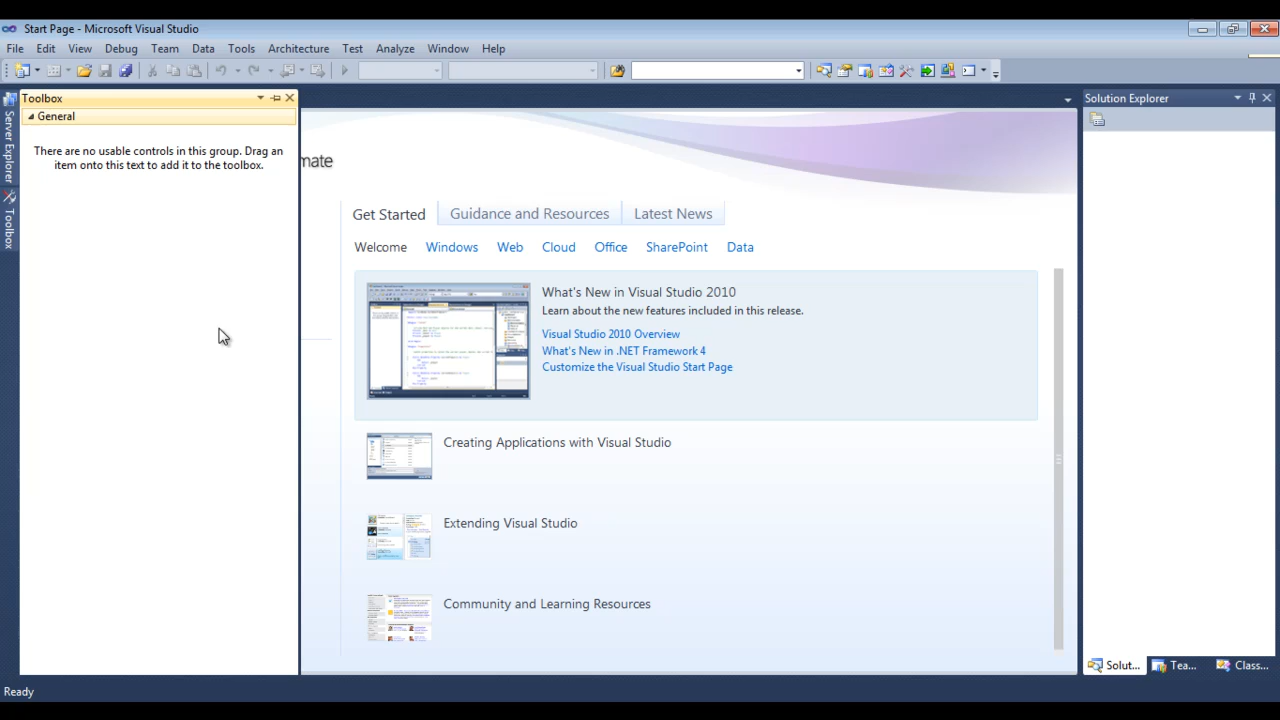 Start Page - Microsoft Visual Studio
File Edit View Debug Team Data Tools Architecture Test Analyze Window Help
Toolbox
General
There are no usable controls in this group. Drag an
item onto this text to add it to the toolbox.
Server Explorer
Toolbox
mate
Get Started Guidance and Resources Latest News
Welcome Windows Web Cloud Office SharePoint Data
What's New in Visual Studio 2010
Learn about the new features included in this release.
Visual Studio 2010 Overview
What's New in .NET Framework 4
Customize the Visual Studio Start Page
Creating Applications with Visual Studio
Extending Visual Studio
Community and Learning Resources
Solution Explorer
Solut... Tea... Class...
Ready